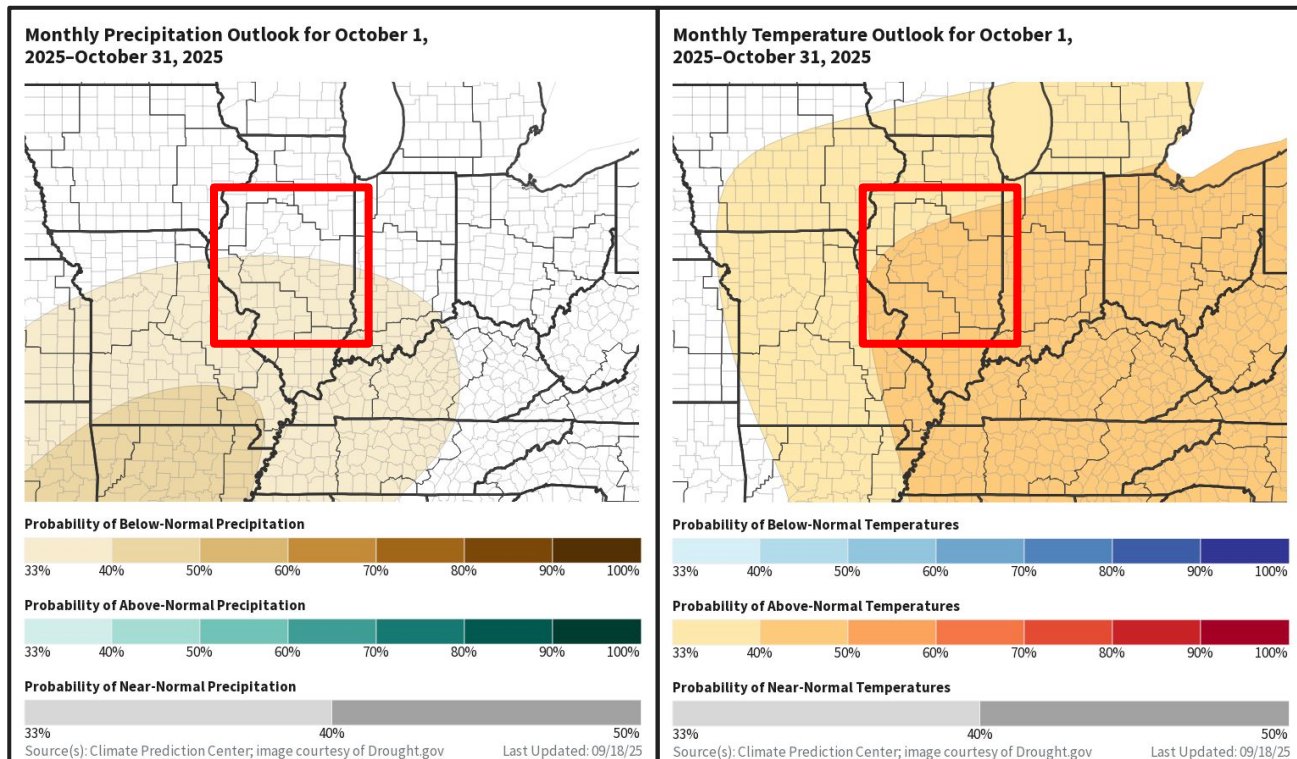 Monthly Precipitation Outlook for October 1,
2025–October 31, 2025
Probability of Below-Normal Precipitation
33% 40% 50% 60% 70% 80% 90% 100%
Probability of Above-Normal Precipitation
33% 40% 50% 60% 70% 80% 90% 100%
Probability of Near-Normal Precipitation
33% 40% 50%
Source(s): Climate Prediction Center; image courtesy of Drought.gov Last Updated: 09/18/25
Monthly Temperature Outlook for October 1,
2025–October 31, 2025
Probability of Below-Normal Temperatures
33% 40% 50% 60% 70% 80% 90% 100%
Probability of Above-Normal Temperatures
33% 40% 50% 60% 70% 80% 90% 100%
Probability of Near-Normal Temperatures
33% 40% 50%
Source(s): Climate Prediction Center; image courtesy of Drought.gov Last Updated: 09/18/25